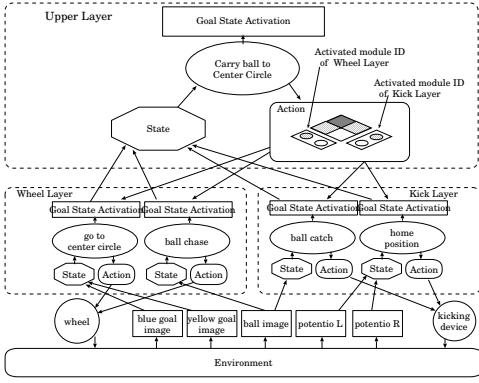 Upper Layer
Goal State Activation
Carry ball to
Center Circle
Activated module ID
of Wheel Layer
Activated module ID
of Kick Layer
Action
State
Wheel Layer
Kick Layer
Goal State Activation
Goal State Activation
Goal State Activation
Goal State Activation
go to
center circle
ball chase
ball catch
home
position
State
Action
State
Action
State
Action
State
Action
wheel
blue goal
image
yellow goal
image
ball image
potentio L
potentio R
kicking
device
Environment